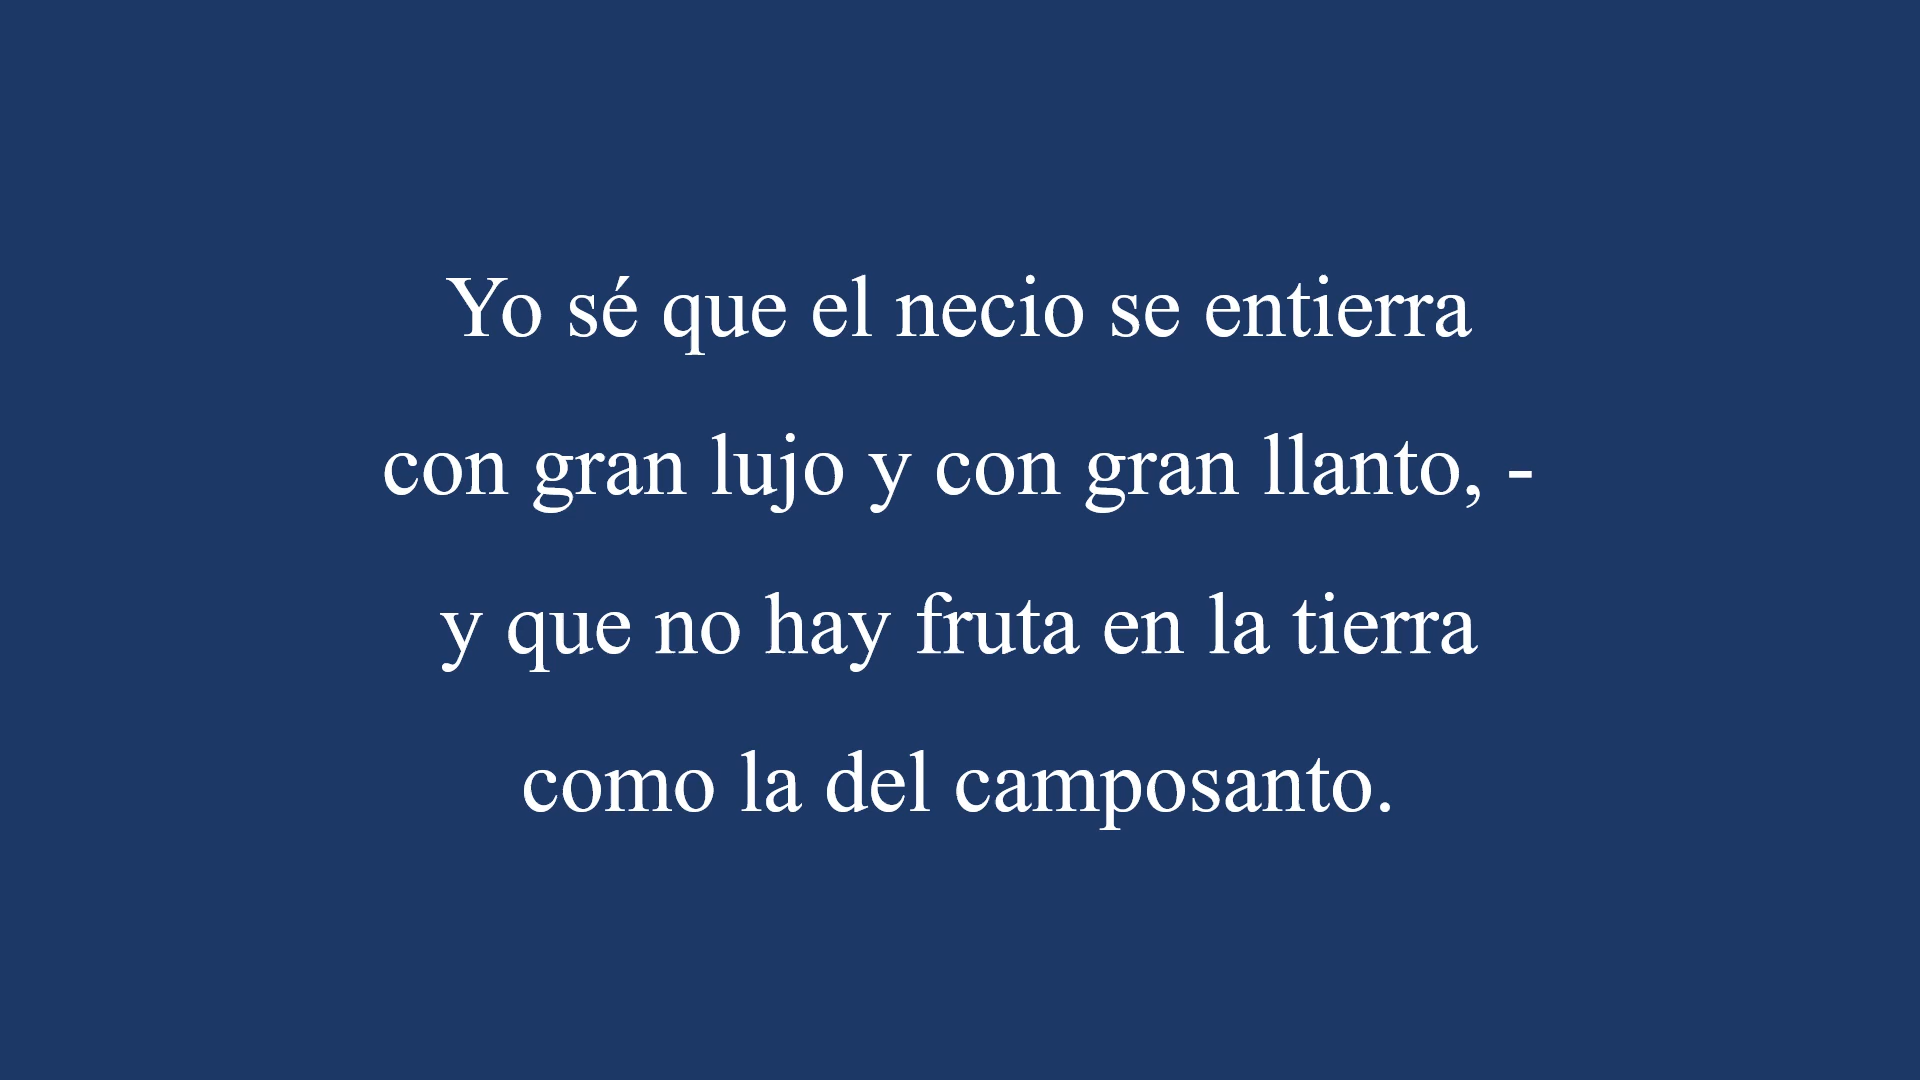 Yo sé que el necio se entierra
con gran lujo y con gran llanto, -
y que no hay fruta en la tierra
como la del camposanto.